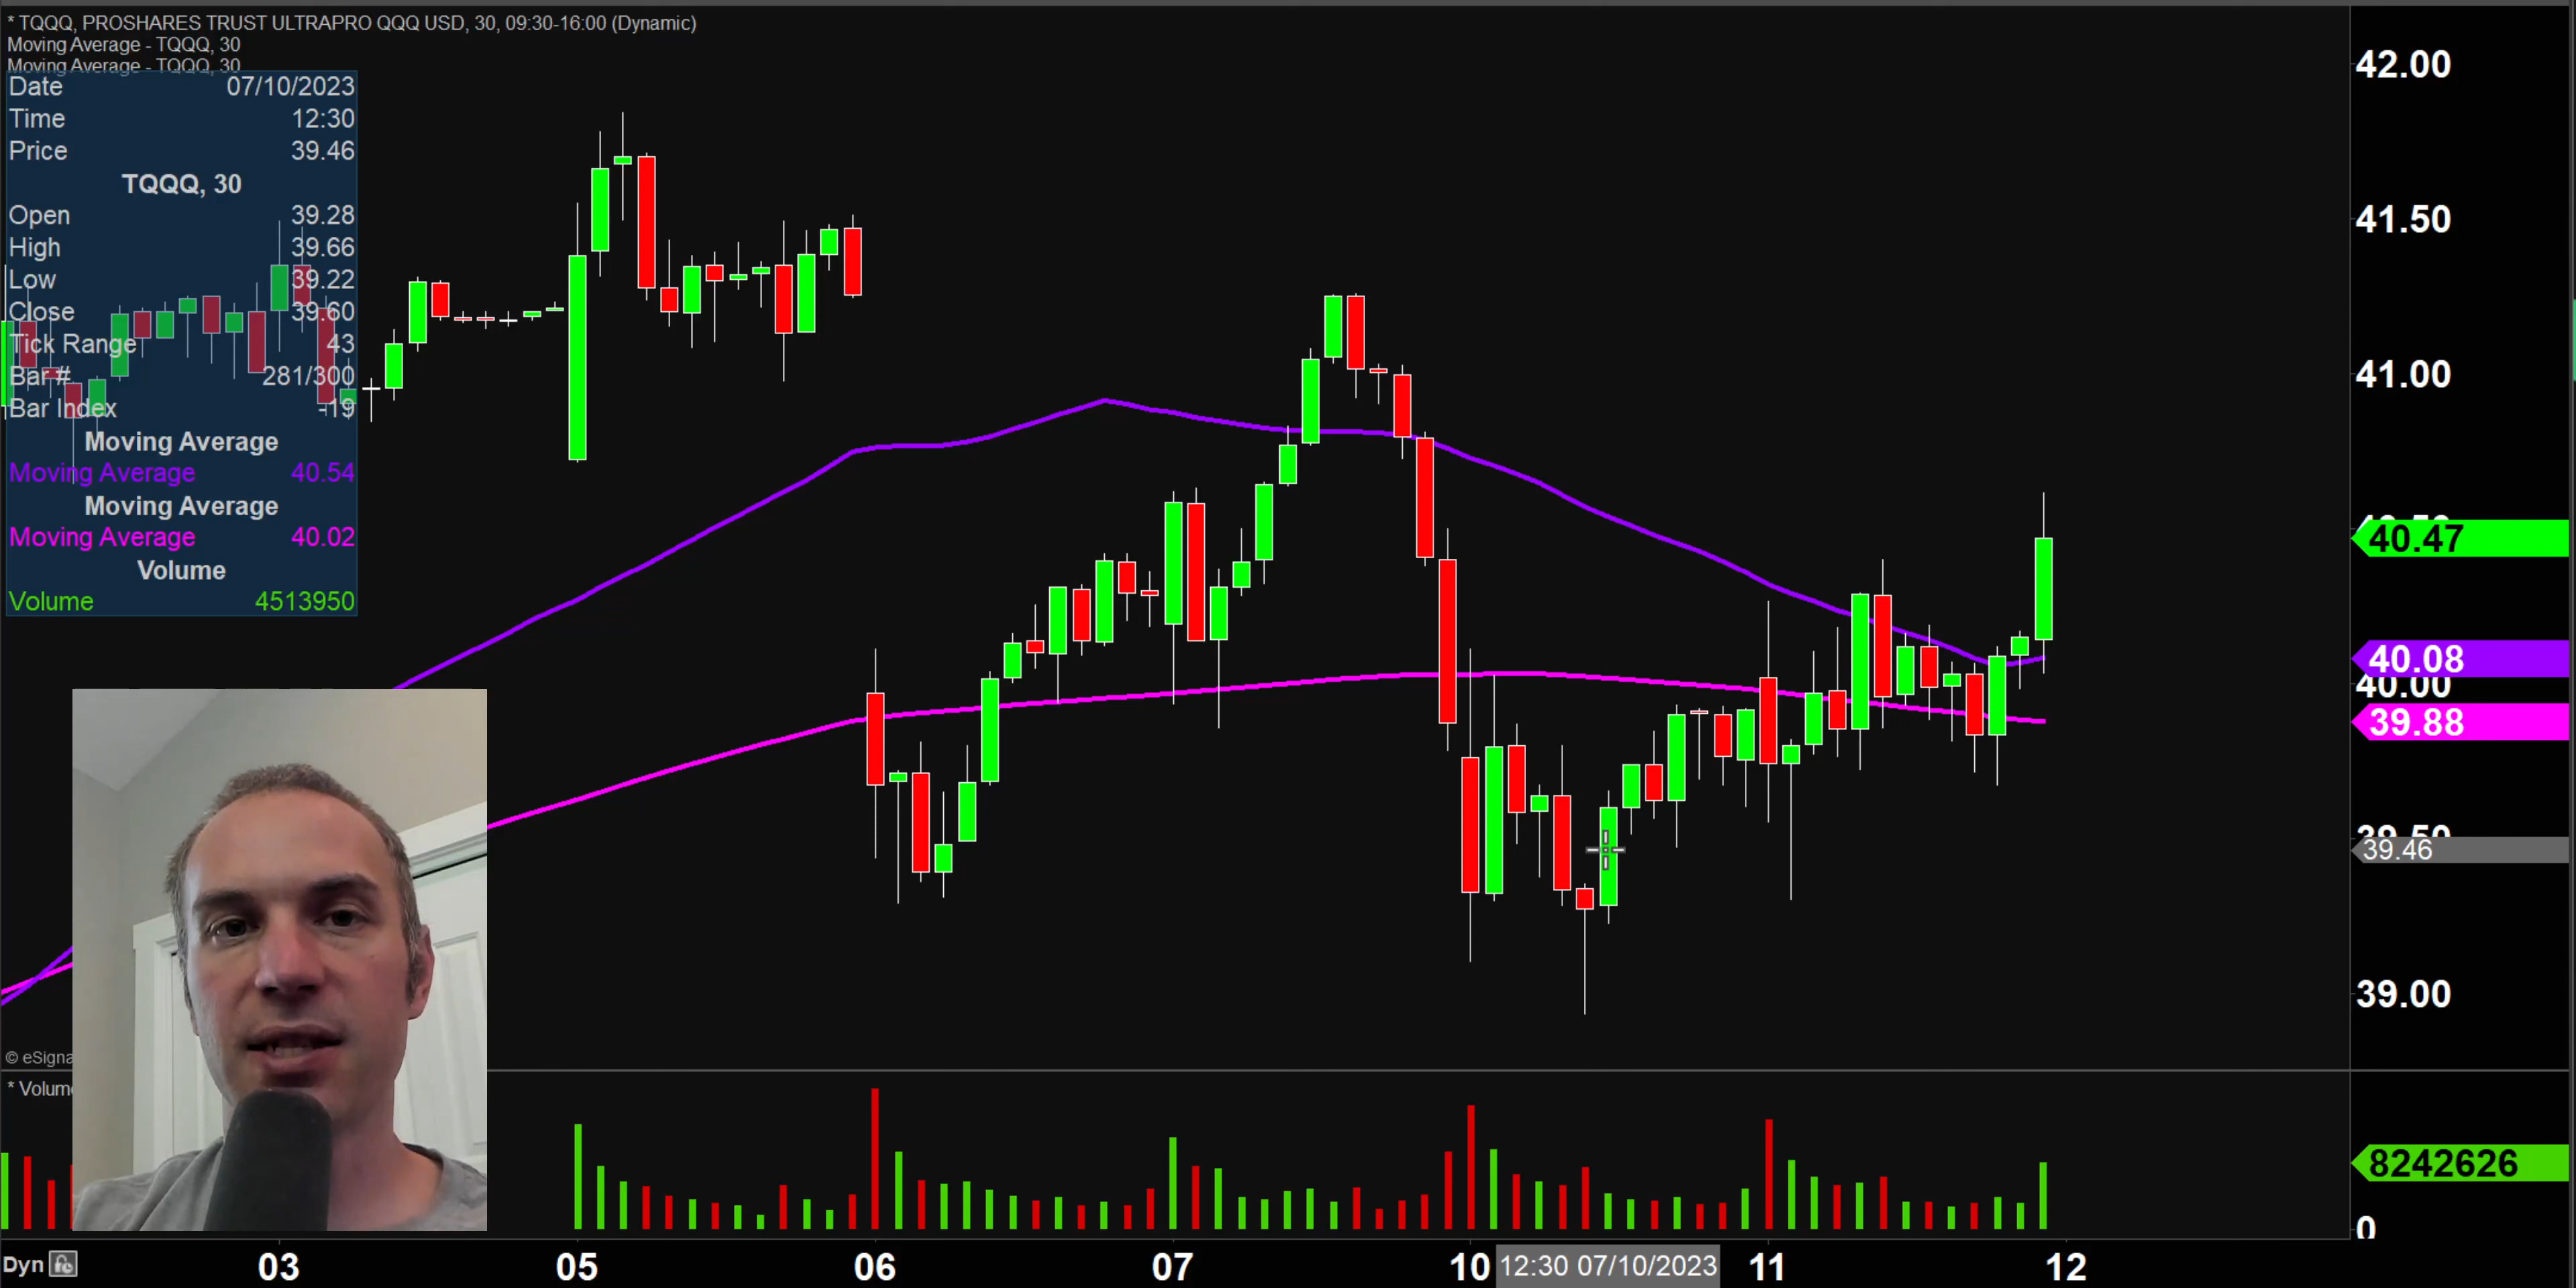 * TQQQ, PROSHARES TRUST ULTRAPRO QQQ USD, 30, 09:30-16:00 (Dynamic)
Moving Average - TQQQ, 30
Moving Average - TQQQ, 30
Date 07/10/2023
Time 12:30
Price 39.46
TQQQ, 30
Open 39.28
High 39.66
Low 39.22
Close 39.60
Tick Range 43
Bar # 281/300
Bar Index -19
Moving Average
Moving Average 40.54
Moving Average
Moving Average 40.02
Volume
Volume 4513950
42.00
41.50
41.00
40.47
40.08
40.00
39.88
39.50
39.46
39.00
© eSigna
* Volum
8242626
0
Dyn
03 05 06 07 10 12:30 07/10/2023 11 12